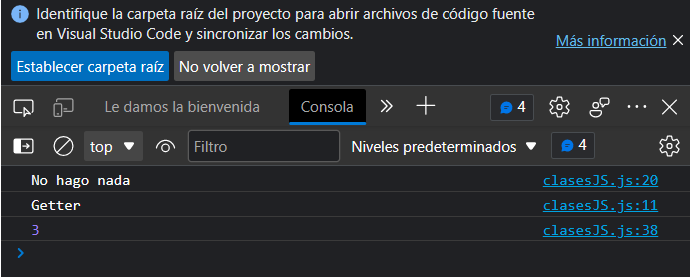 Identifique la carpeta raíz del proyecto para abrir archivos de código fuente
en Visual Studio Code y sincronizar los cambios.
Más información
Establecer carpeta raíz No volver a mostrar
Le damos la bienvenida Consola 4
top Filtro Niveles predeterminados 4
No hago nada clasesJS.js:20
Getter clasesJS.js:11
3 clasesJS.js:38